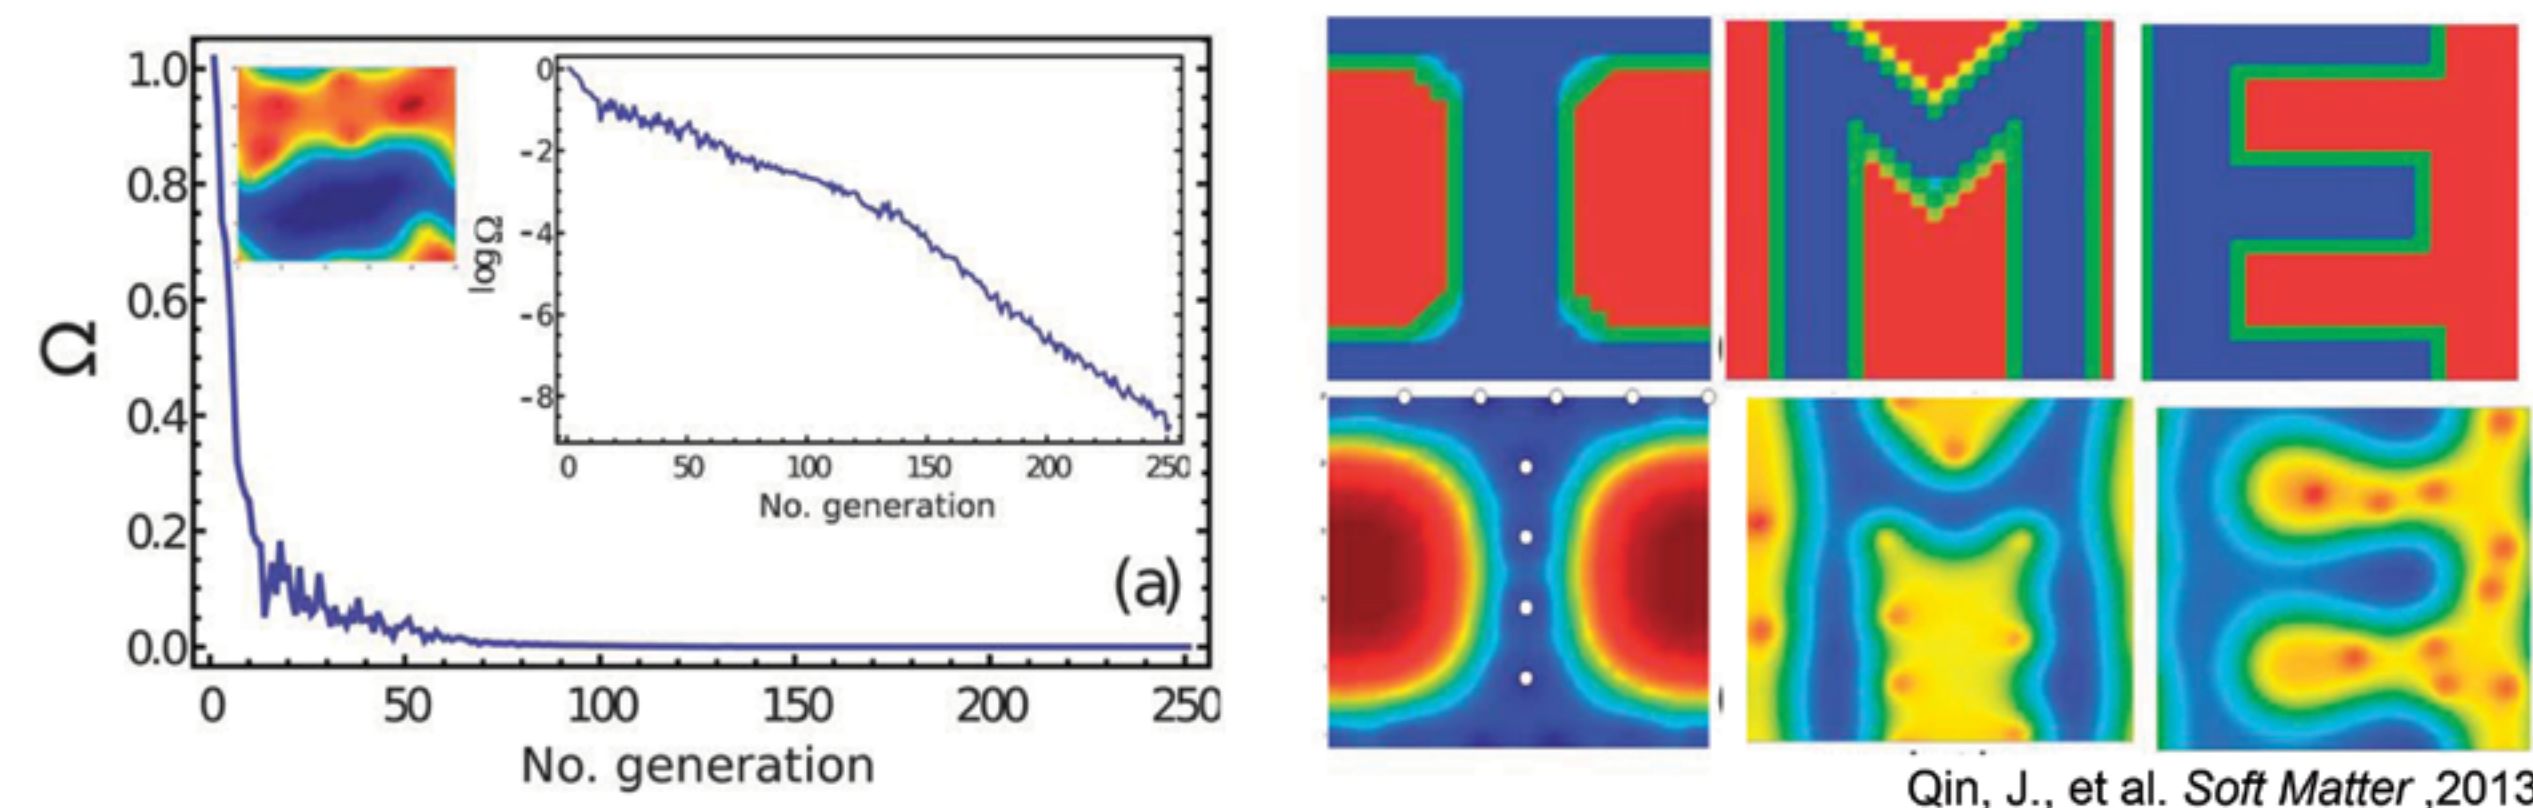 1.0
0.8
0.6
0.4
0.2
0.0
Ω
0 50 100 150 200 250
No. generation
0
-2
-4
-6
-8
log Ω
0 50 100 150 200 250
No. generation
(a)
I M E
Qin, J., et al. Soft Matter ,2013